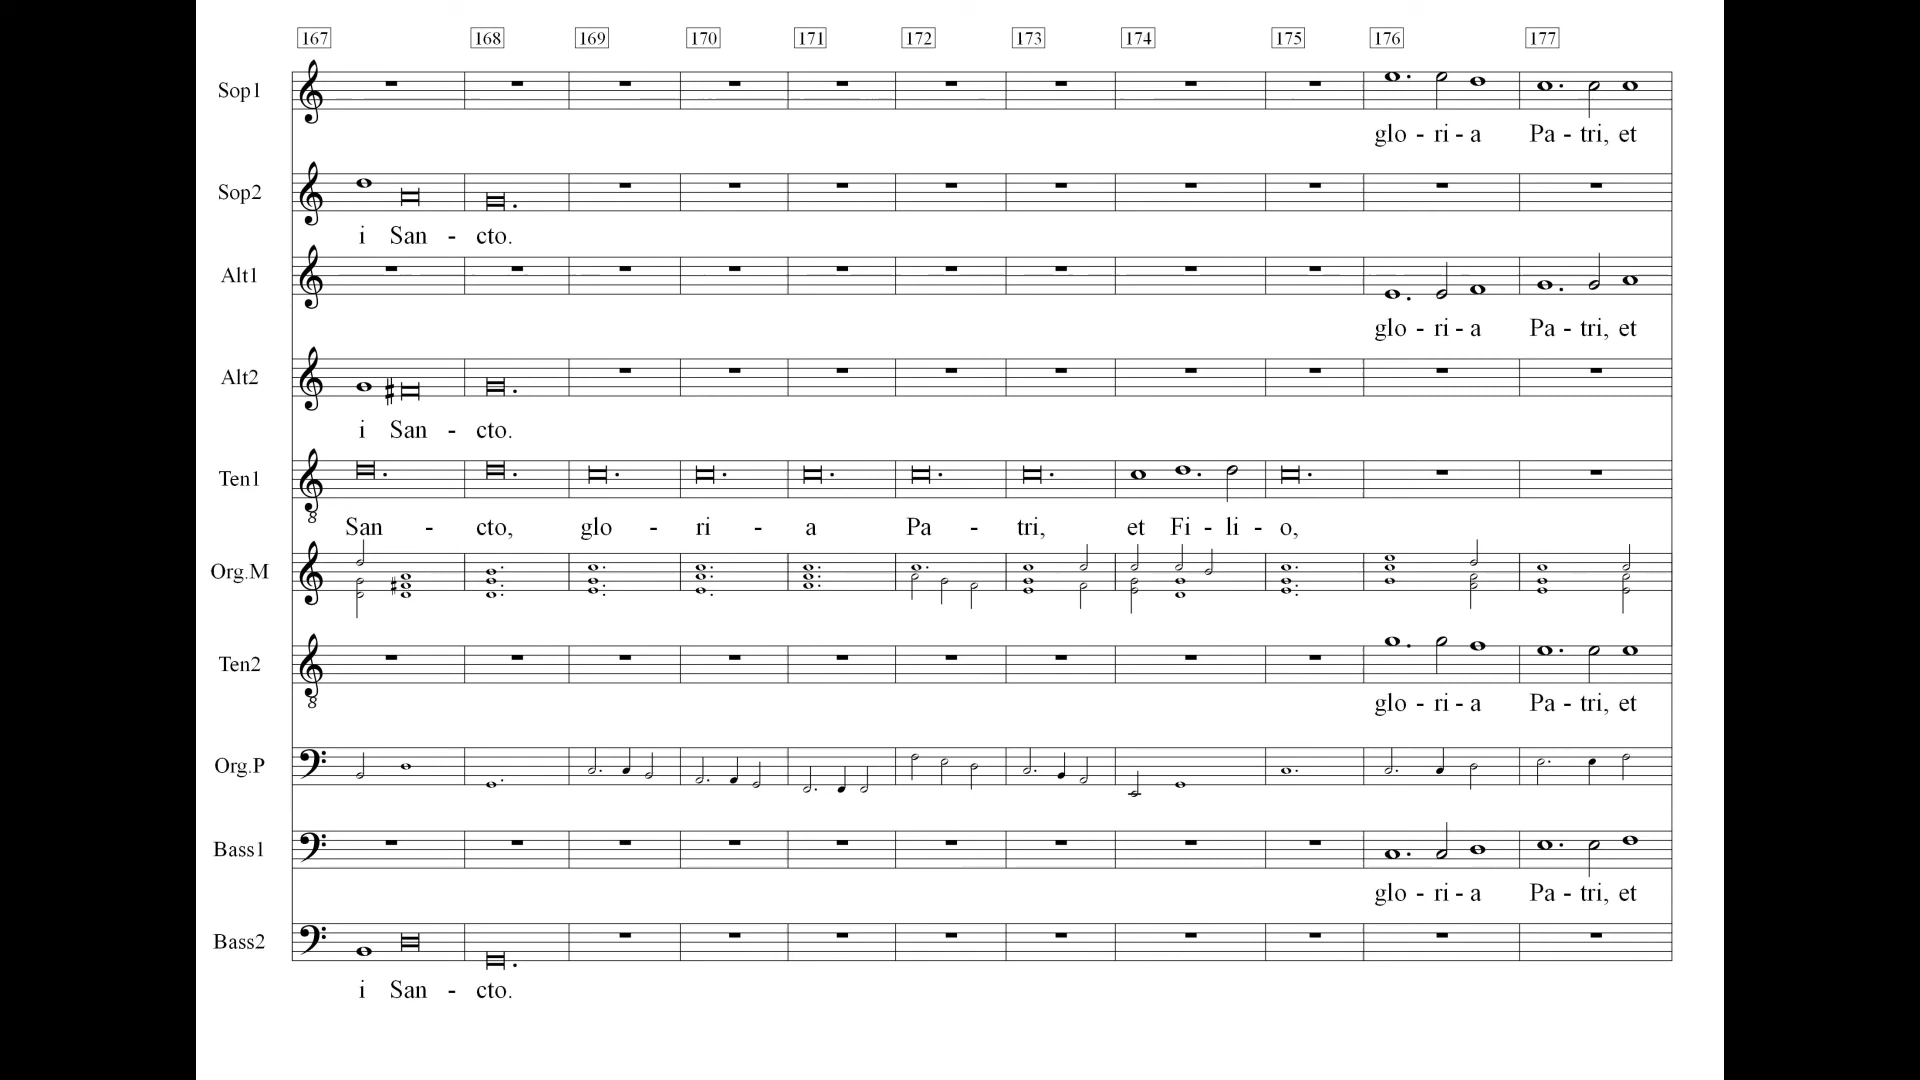 167 168 169 170 171 172 173 174 175 176 177
Sop1
glo - ri - a Pa - tri, et
Sop2
i San - cto.
Alt1
glo - ri - a Pa - tri, et
Alt2
i San - cto.
Ten1
8
San - cto, glo - ri - a Pa - tri, et Fi - li - o,
Org.M
Ten2
8
glo - ri - a Pa - tri, et
Org.P
Bass1
glo - ri - a Pa - tri, et
Bass2
i San - cto.